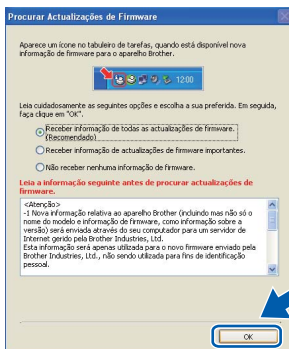 Procurar Actualizações de Firmware
Aparece um ícone no tabuleiro de tarefas, quando está disponível nova
informação de firmware para o aparelho Brother.
12:00
Leia cuidadosamente as seguintes opções e escolha a sua preferida. Em seguida,
faça clique em "OK".
Receber informação de todas as actualizações de firmware.
(Recomendado)
Receber informação de actualizações de firmware importantes.
Não receber nenhuma informação de firmware.
Leia a informação seguinte antes de procurar actualizações de
firmware.
<Atenção>
-1 Nova informação relativa ao aparelho Brother (incluindo mas não só o
nome do modelo e informação de firmware, como informação sobre a
versão) será enviada através do seu computador para um servidor de
Internet gerido pela Brother Industries, Ltd.
Esta informação será apenas utilizada para o novo firmware enviado pela
Brother Industries, Ltd., não sendo utilizada para fins de identificação
pessoal.
OK